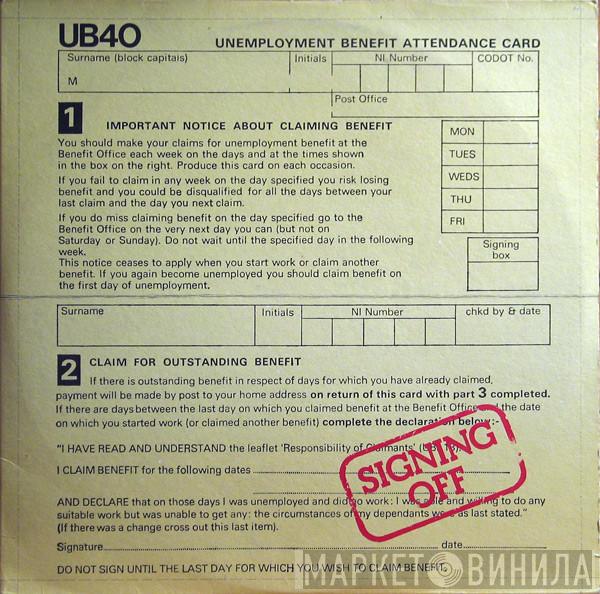 UB40
UNEMPLOYMENT BENEFIT ATTENDANCE CARD
Surname (block capitals)
Initials
NI Number
CODOT No.
M
Post Office
1
IMPORTANT NOTICE ABOUT CLAIMING BENEFIT
You should make your claims for unemployment benefit at the
Benefit Office each week on the days and at the times shown
in the box on the right. Produce this card on each occasion.
If you fail to claim in any week on the day specified you risk losing
benefit and you could be disqualified for all the days between your
last claim and the day you next claim.
If you do miss claiming benefit on the day specified go to the
Benefit Office on the very next day you can (but not on
Saturday or Sunday). Do not wait until the specified day in the following
week.
This notice ceases to apply when you start work or claim another
benefit. If you again become unemployed you should claim benefit on
the first day of unemployment.
MON
TUES
WEDS
THU
FRI
Signing
box
Surname
Initials
NI Number
chkd by & date
2
CLAIM FOR OUTSTANDING BENEFIT
If there is outstanding benefit in respect of days for which you have already claimed,
payment will be made by post to your home address on return of this card with part 3 completed.
If there are days between the last day on which you claimed benefit at the Benefit Office and the date
on which you started work (or claimed another benefit) complete the declaration below:-
"I HAVE READ AND UNDERSTAND the leaflet 'Responsibility of Claimants'
I CLAIM BENEFIT for the following dates
AND DECLARE that on those days I was unemployed and did no work: I was able and willing to do any
suitable work but was unable to get any: the circumstances of my dependants were as last stated."
(If there was a change cross out this last item).
Signature
date
DO NOT SIGN UNTIL THE LAST DAY FOR WHICH YOU WISH TO CLAIM BENEFIT.
SIGNING
OFF
МАРКЕТ ВИНИЛА